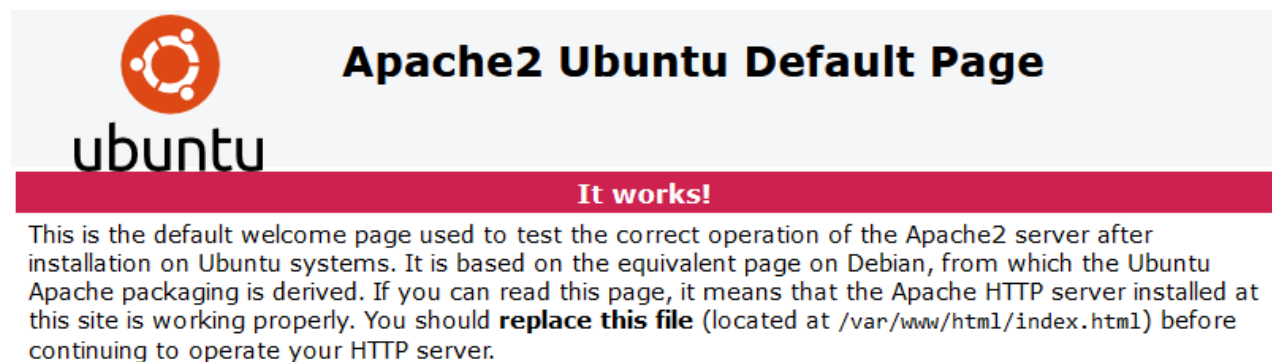 Apache2 Ubuntu Default Page
ubuntu
It works!
This is the default welcome page used to test the correct operation of the Apache2 server after
installation on Ubuntu systems. It is based on the equivalent page on Debian, from which the Ubuntu
Apache packaging is derived. If you can read this page, it means that the Apache HTTP server installed at
this site is working properly. You should replace this file (located at /var/www/html/index.html) before
continuing to operate your HTTP server.